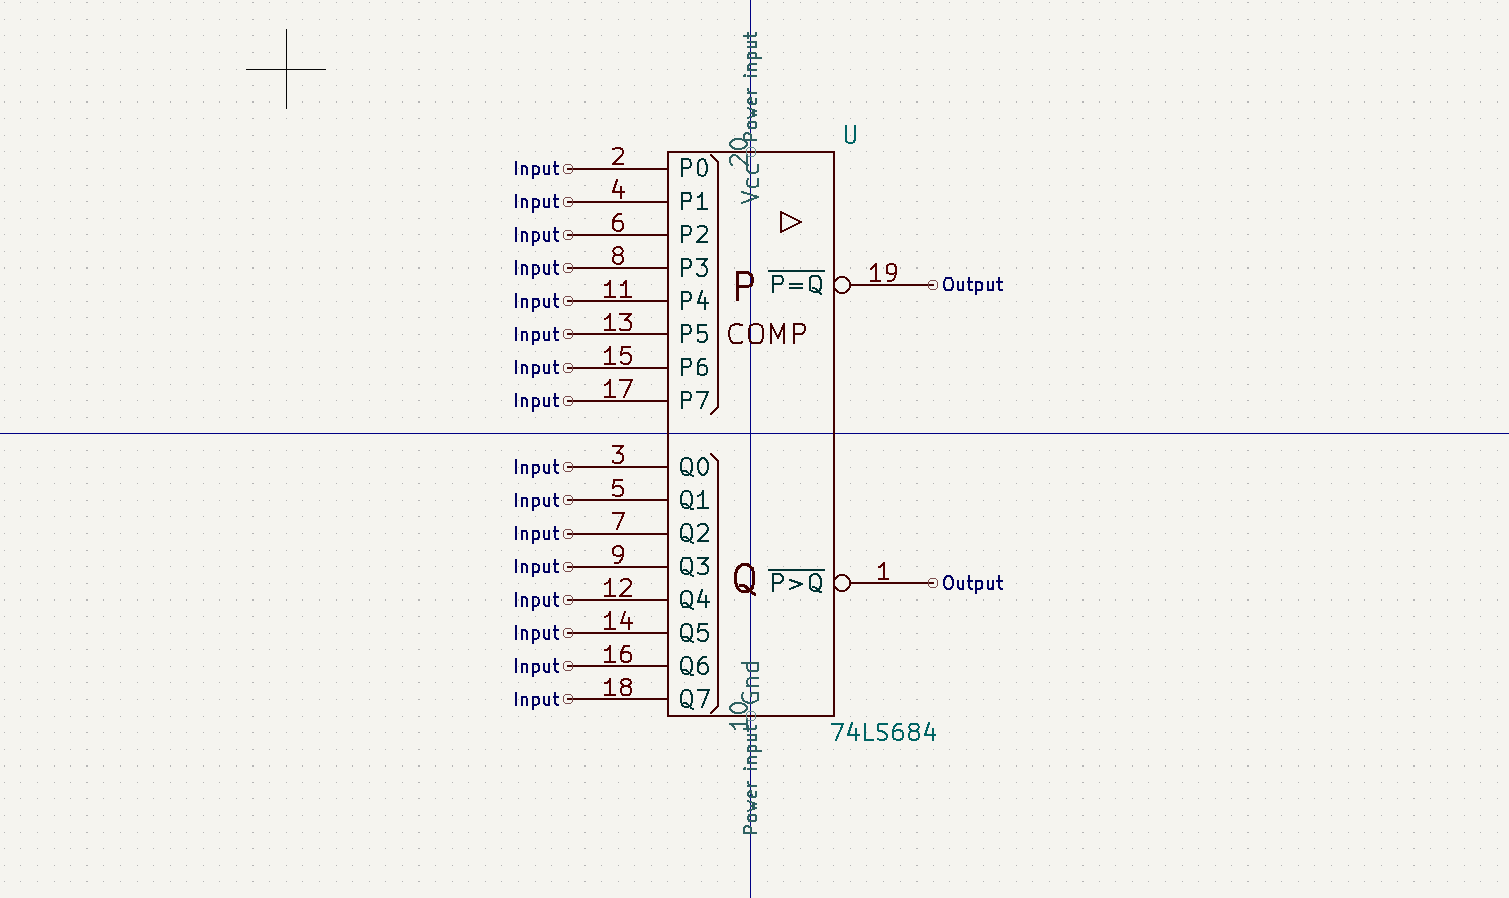 Power input
20
Vcc
U
Input 2 P0
Input 4 P1
Input 6 P2
Input 8 P3
P P=Q 19 Output
Input 11 P4
Input 13 P5
COMP
Input 15 P6
Input 17 P7
Input 3 Q0
Input 5 Q1
Input 7 Q2
Input 9 Q3
Q P>Q 1 Output
Input 12 Q4
Input 14 Q5
Input 16 Q6
Input 18 Q7
Gnd
10
Power input
74LS684